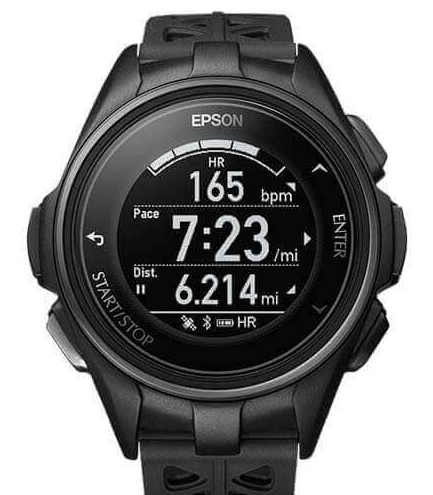 EPSON
HR
165 bpm
Pace
7:23 /mi
ENTER
Dist.
6.214 mi
START/STOP
HR